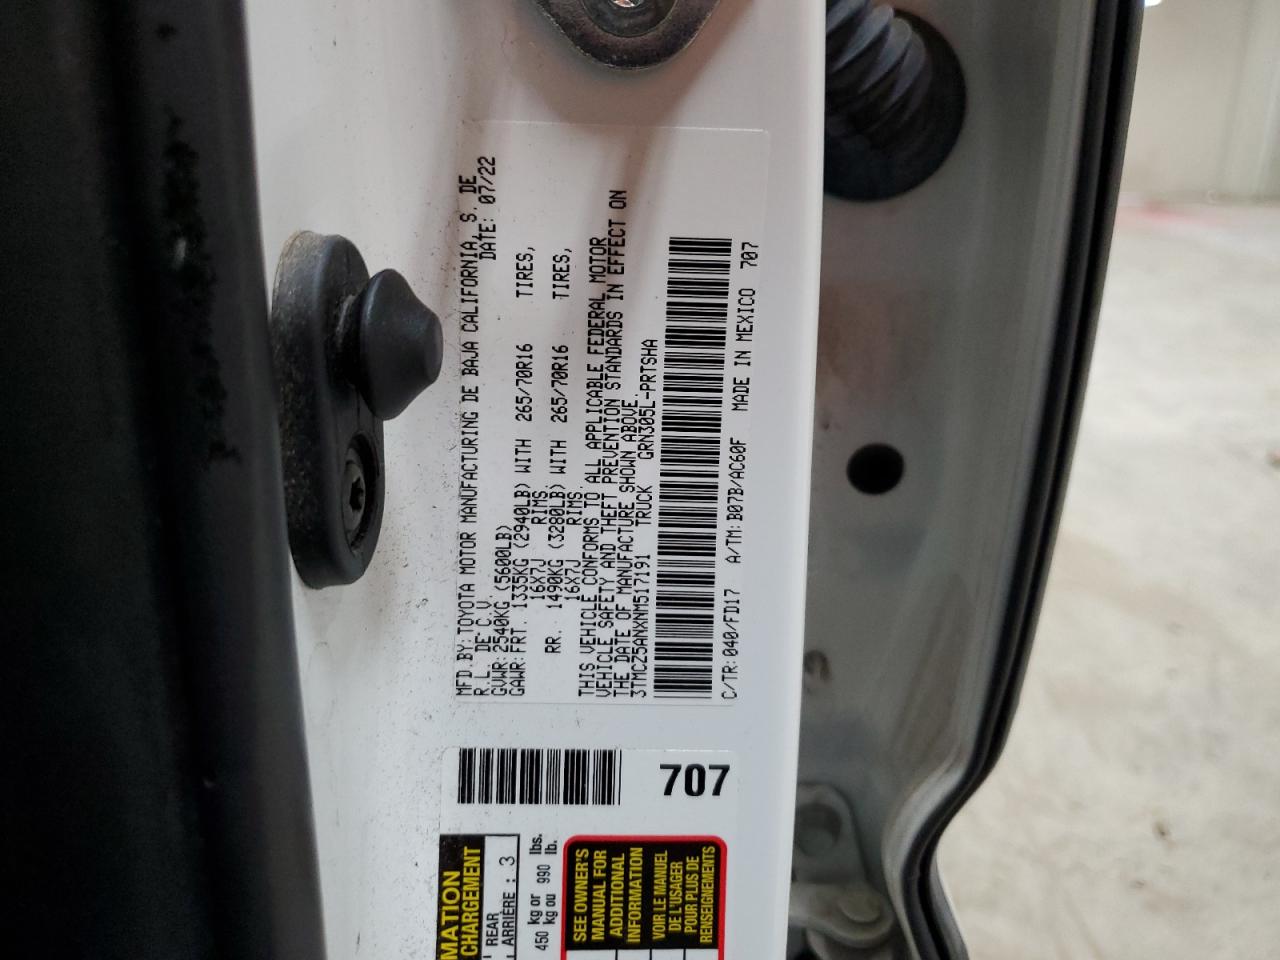 MFD.BY:TOYOTA MOTOR MANUFACTURING DE BAJA CALIFORNIA, S. DE
R.L. DE C.V. DATE: 07/22
GVWR:2540KG (5600LB)
GAWR:FRT. 1335KG (2940LB) WITH 265/70R16 TIRES,
16X7J RIMS
RR. 1490KG (3280LB) WITH 265/70R16 TIRES,
16X7J RIMS.
THIS VEHICLE CONFORMS TO ALL APPLICABLE FEDERAL MOTOR
VEHICLE SAFETY AND THEFT PREVENTION STANDARDS IN EFFECT ON
THE DATE OF MANUFACTURE SHOWN ABOVE.
3TMCZ5ANXNM517191 TRUCK GRN305L-PRTSHA
C/TR:040/FD17 A/TM:B07B/AC60F MADE IN MEXICO 707
707
MATION
CHARGEMENT
REAR
ARRIÈRE : 3
450 kg or 990 lbs.
450 kg ou 990 lb.
SEE OWNER'S
MANUAL FOR
ADDITIONAL
INFORMATION
VOIR LE MANUEL
DE L'USAGER
POUR PLUS DE
RENSEIGNEMENTS